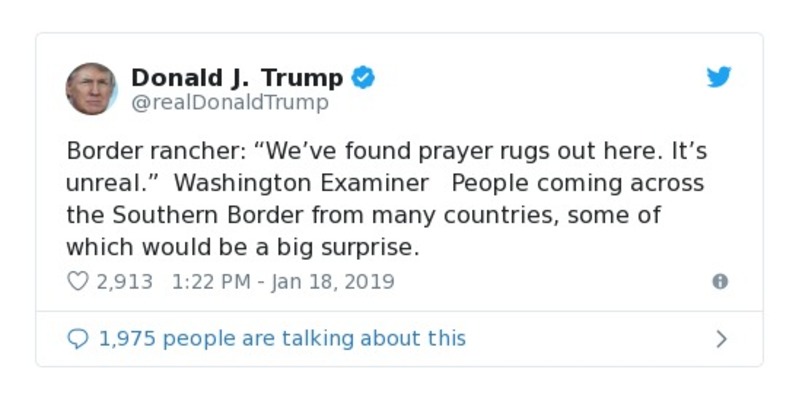 Donald J. Trump
@realDonaldTrump
Border rancher: “We’ve found prayer rugs out here. It’s
unreal.”  Washington Examiner   People coming across
the Southern Border from many countries, some of
which would be a big surprise.
2,913   1:22 PM - Jan 18, 2019
1,975 people are talking about this